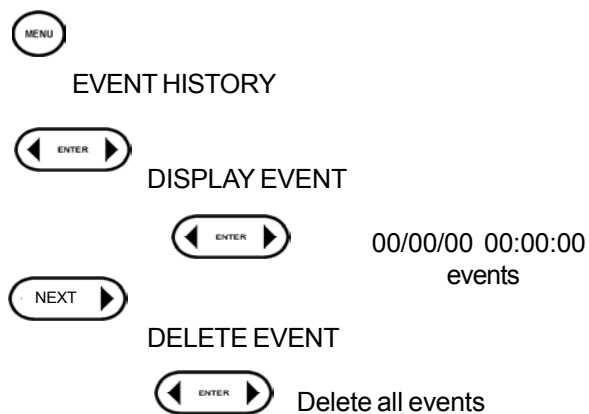 MENU
EVENT HISTORY
ENTER
DISPLAY EVENT
ENTER
00/00/00 00:00:00
events
NEXT
DELETE EVENT
ENTER Delete all events